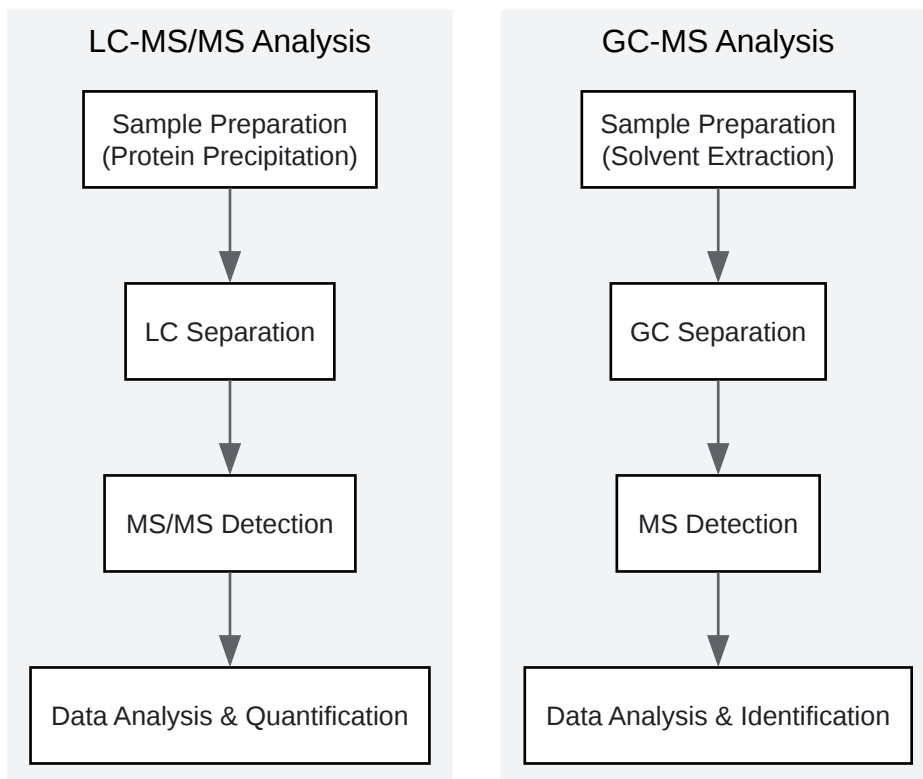 LC-MS/MS Analysis
Sample Preparation
(Protein Precipitation)
LC Separation
MS/MS Detection
Data Analysis & Quantification
GC-MS Analysis
Sample Preparation
(Solvent Extraction)
GC Separation
MS Detection
Data Analysis & Identification